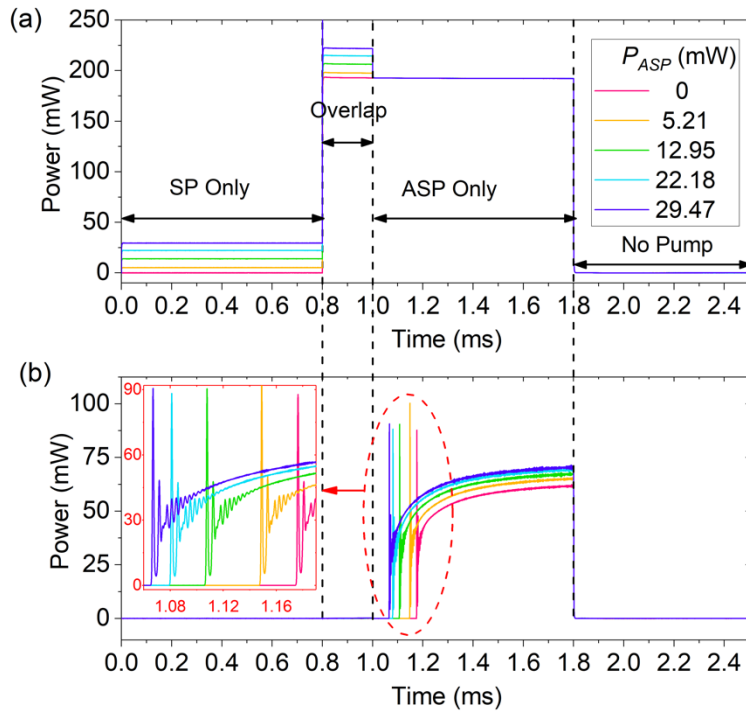 (a)
250
200
150
100
50
0
Power (mW)
Overlap
SP Only
ASP Only
No Pump
P_ASP (mW)
0
5.21
12.95
22.18
29.47
0.0 0.2 0.4 0.6 0.8 1.0 1.2 1.4 1.6 1.8 2.0 2.2 2.4
Time (ms)
(b)
100
75
50
25
0
Power (mW)
90
60
30
0
1.08 1.12 1.16
0.0 0.2 0.4 0.6 0.8 1.0 1.2 1.4 1.6 1.8 2.0 2.2 2.4
Time (ms)